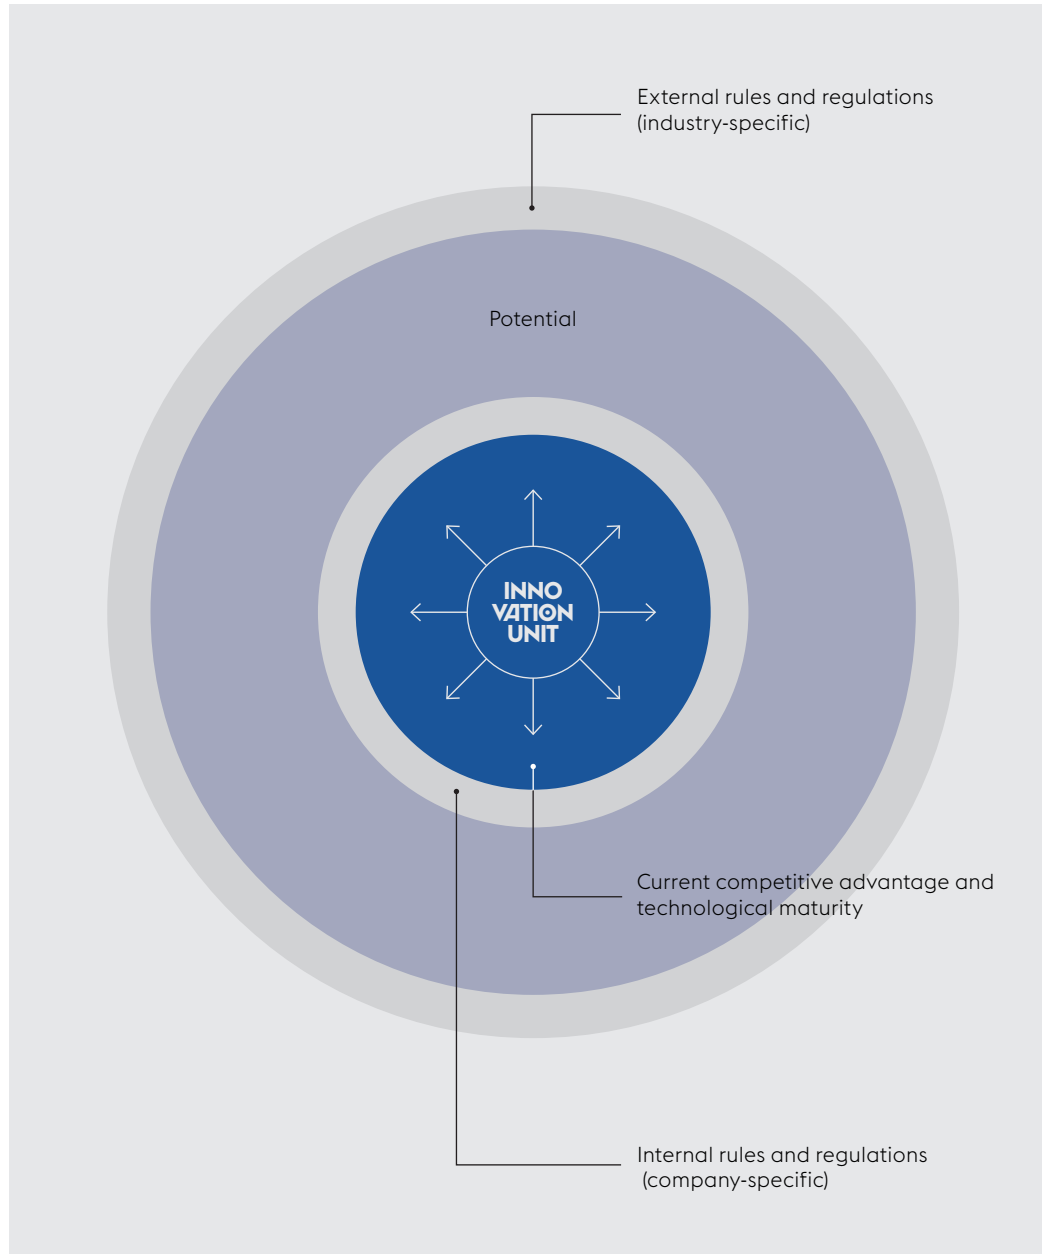 External rules and regulations
(industry-specific)
Potential
INNO
VATION
UNIT
Current competitive advantage and
technological maturity
Internal rules and regulations
(company-specific)